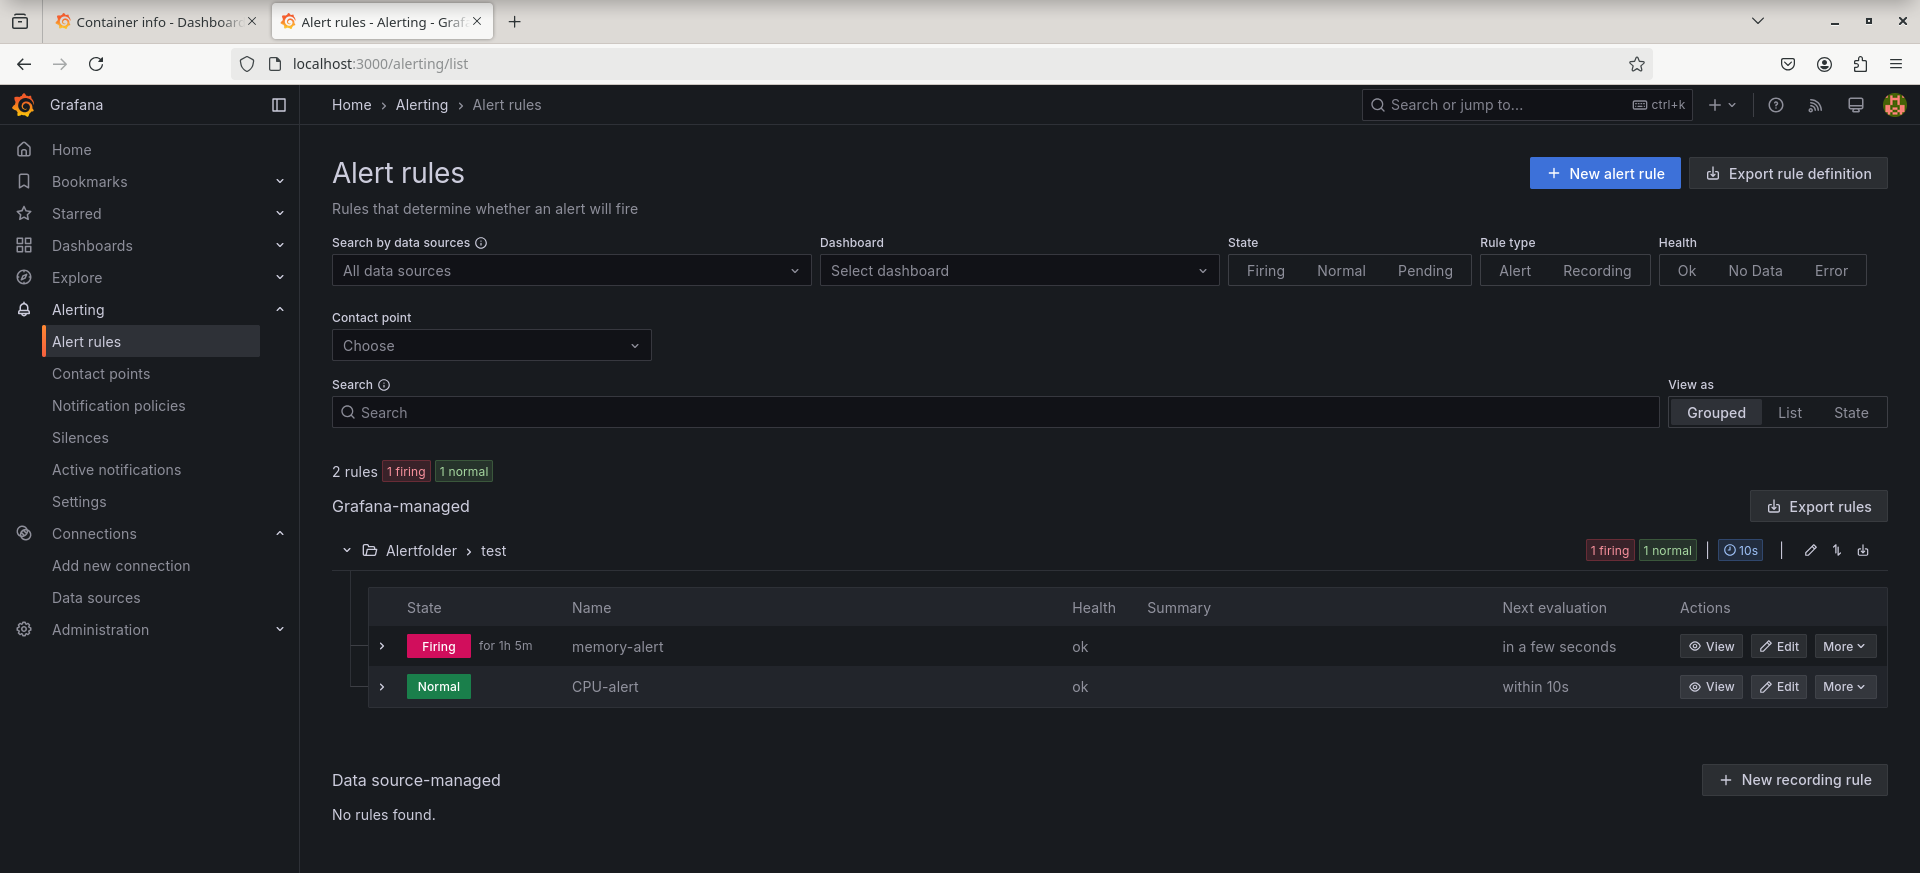 Container info - Dashboar
Alert rules - Alerting - Graf
localhost:3000/alerting/list
Grafana
Home › Alerting › Alert rules
Search or jump to...
ctrl+k
Home
Bookmarks
Starred
Dashboards
Explore
Alerting
Alert rules
Contact points
Notification policies
Silences
Active notifications
Settings
Connections
Add new connection
Data sources
Administration
Alert rules
New alert rule
Export rule definition
Rules that determine whether an alert will fire
Search by data sources
Dashboard
State
Rule type
Health
All data sources
Select dashboard
Firing Normal Pending
Alert Recording
Ok No Data Error
Contact point
Choose
Search
View as
Search
Grouped List State
2 rules 1 firing 1 normal
Grafana-managed
Export rules
Alertfolder › test
1 firing 1 normal | 10s |
State Name Health Summary Next evaluation Actions
Firing for 1h 5m memory-alert ok in a few seconds View Edit More
Normal CPU-alert ok within 10s View Edit More
Data source-managed
New recording rule
No rules found.